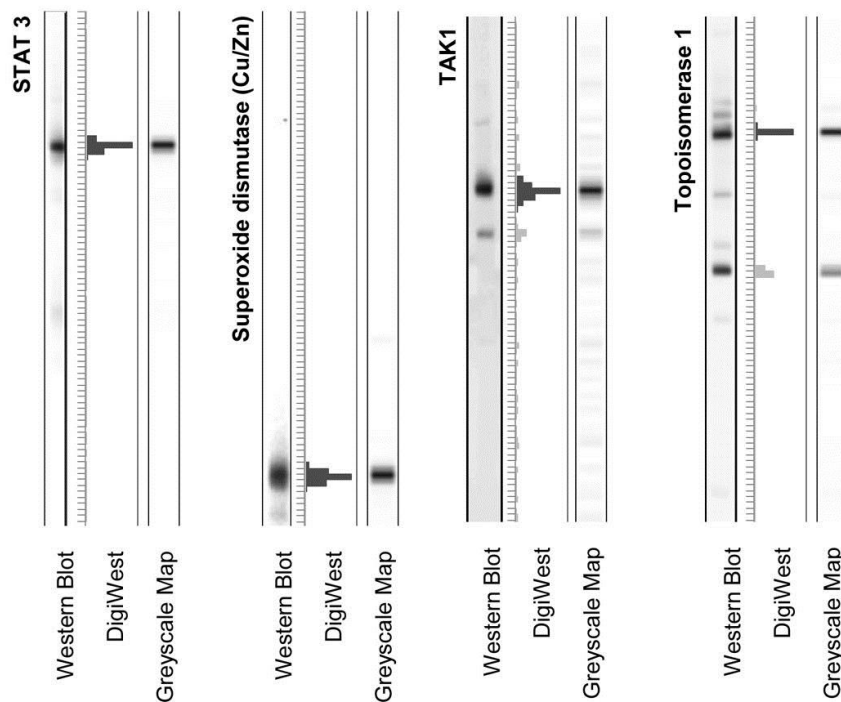 STAT 3
Western Blot
DigiWest
Greyscale Map
Superoxide dismutase (Cu/Zn)
Western Blot
DigiWest
Greyscale Map
TAK1
Western Blot
DigiWest
Greyscale Map
Topoisomerase 1
Western Blot
DigiWest
Greyscale Map